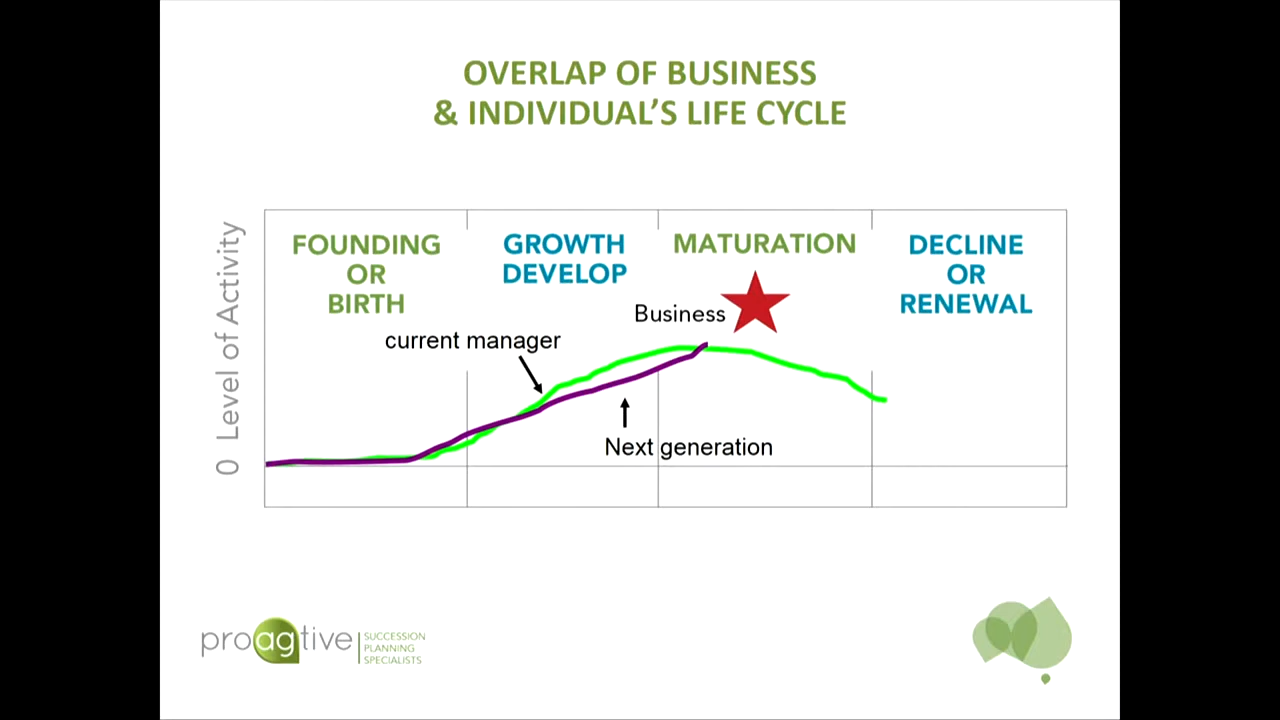 OVERLAP OF BUSINESS
& INDIVIDUAL'S LIFE CYCLE
0 Level of Activity
FOUNDING
OR
BIRTH
GROWTH
DEVELOP
MATURATION
DECLINE
OR
RENEWAL
Business
current manager
Next generation
proagtive
SUCCESSION
PLANNING
SPECIALISTS